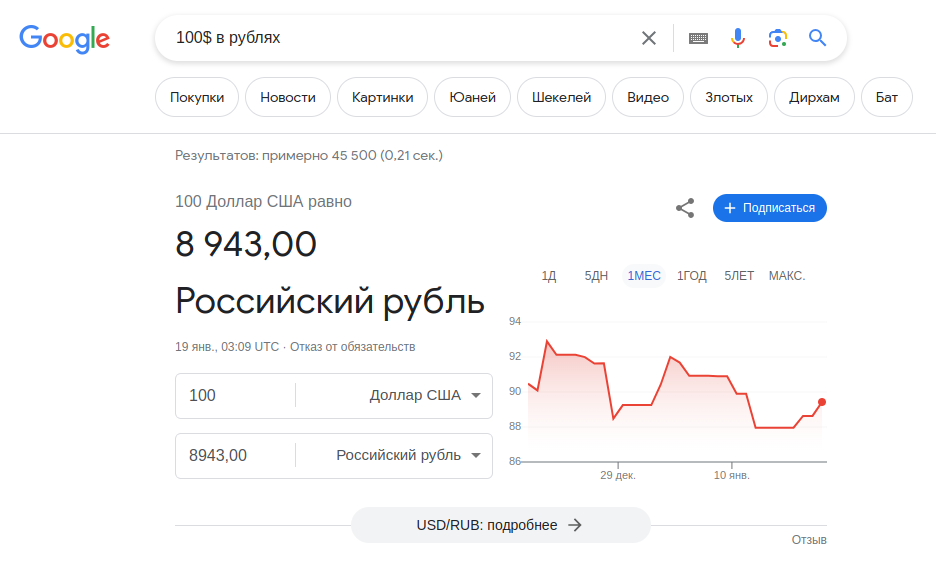 Google
100$ в рублях
Покупки Новости Картинки Юаней Шекелей Видео Злотых Дирхам Бат
Результатов: примерно 45 500 (0,21 сек.)
100 Доллар США равно
8 943,00
Российский рубль
19 янв., 03:09 UTC · Отказ от обязательств
100 Доллар США
8943,00 Российский рубль
Подписаться
1Д 5ДН 1МЕС 1ГОД 5ЛЕТ МАКС.
94
92
90
88
86
29 дек. 10 янв.
USD/RUB: подробнее
Отзыв